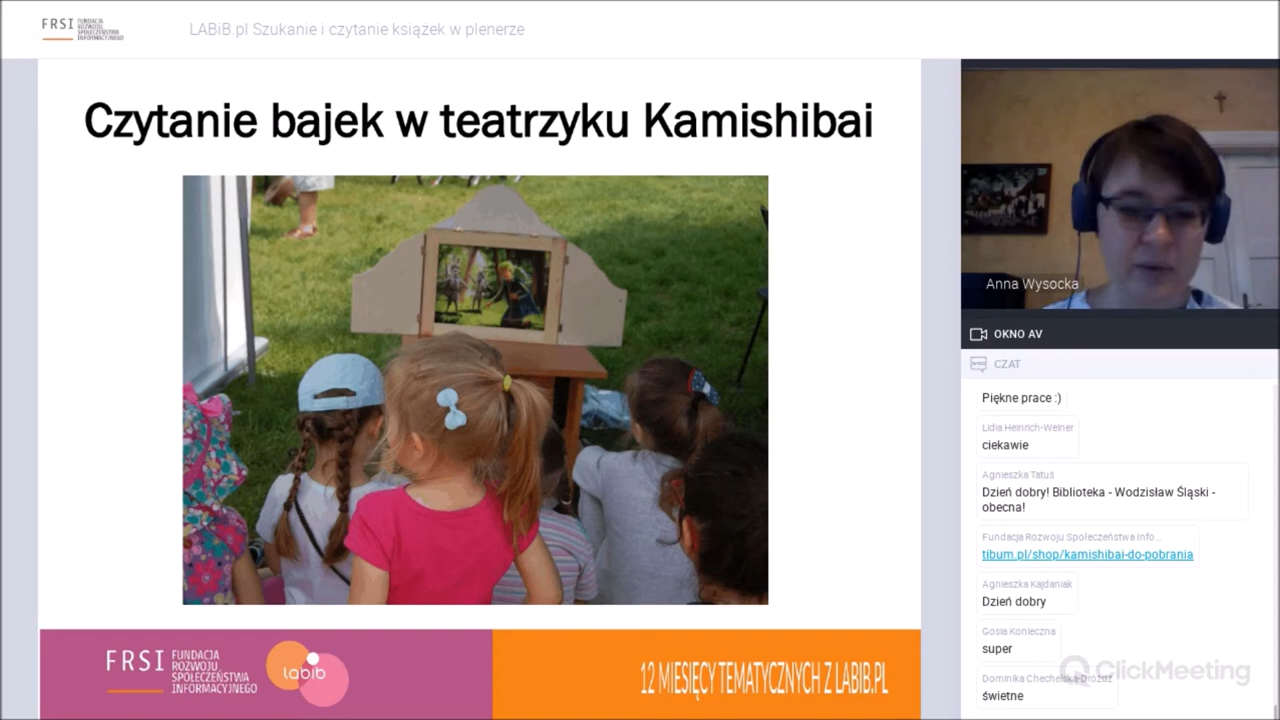 FRSI FUNDACJA
ROZWOJU
SPOŁECZEŃSTWA
INFORMACYJNEGO
LABiB.pl Szukanie i czytanie książek w plenerze
Czytanie bajek w teatrzyku Kamishibai
FRSI FUNDACJA
ROZWOJU
SPOŁECZEŃSTWA
INFORMACYJNEGO
labib
12 MIESIĘCY TEMATYCZNYCH Z LABIB.PL
Anna Wysocka
OKNO AV
CZAT
Piękne prace :)
Lidia Heinrich-Weiner
ciekawie
Agnieszka Tatuś
Dzień dobry! Biblioteka - Wodzisław Śląski -
obecna!
Fundacja Rozwoju Społeczeństwa Info...
tibum.pl/shop/kamishibai-do-pobrania
Agnieszka Kajdaniak
Dzień dobry
Gosia Konieczna
super
Dominika Chechelska-Dróżdż
świetne
ClickMeeting